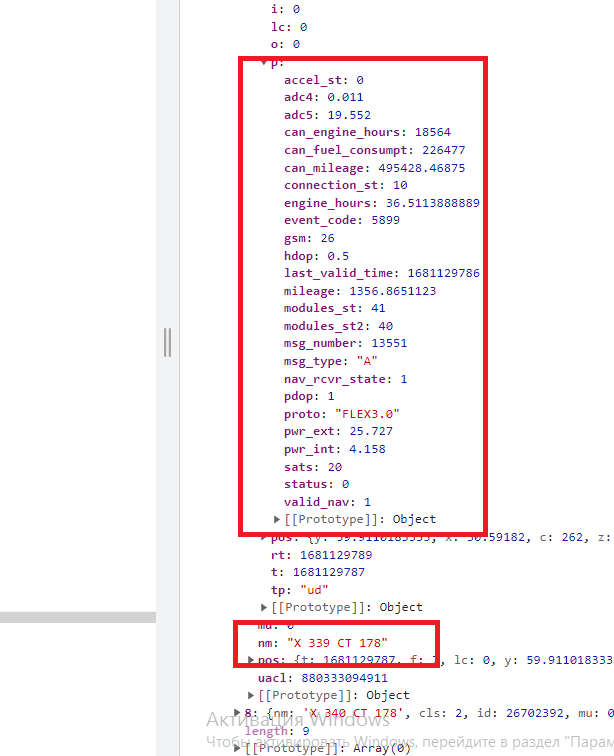 i: 0
lc: 0
o: 0
p:
accel_st: 0
adc4: 0.011
adc5: 19.552
can_engine_hours: 18564
can_fuel_consumpt: 226477
can_mileage: 495428.46875
connection_st: 10
engine_hours: 36.5113888889
event_code: 5899
gsm: 26
hdop: 0.5
last_valid_time: 1681129786
mileage: 1356.8651123
modules_st: 41
modules_st2: 40
msg_number: 13551
msg_type: "A"
nav_rcvr_state: 1
pdop: 1
proto: "FLEX3.0"
pwr_ext: 25.727
pwr_int: 4.158
sats: 20
status: 0
valid_nav: 1
[[Prototype]]: Object
pos: {y: 59.9110183333, x: 30.59182, c: 262, z:
rt: 1681129789
t: 1681129787
tp: "ud"
[[Prototype]]: Object
mu: 0
nm: "X 339 CT 178"
pos: {t: 1681129787, f: 7, lc: 0, y: 59.911018333
uacl: 880333094911
[[Prototype]]: Object
8: {nm: 'X 340 CT 178', cls: 2, id: 26702392, mu: 0
Активация Windows
length: 9
Чтобы активировать Windows, перейдите в раздел "Парам
[[Prototype]]: Array(0)